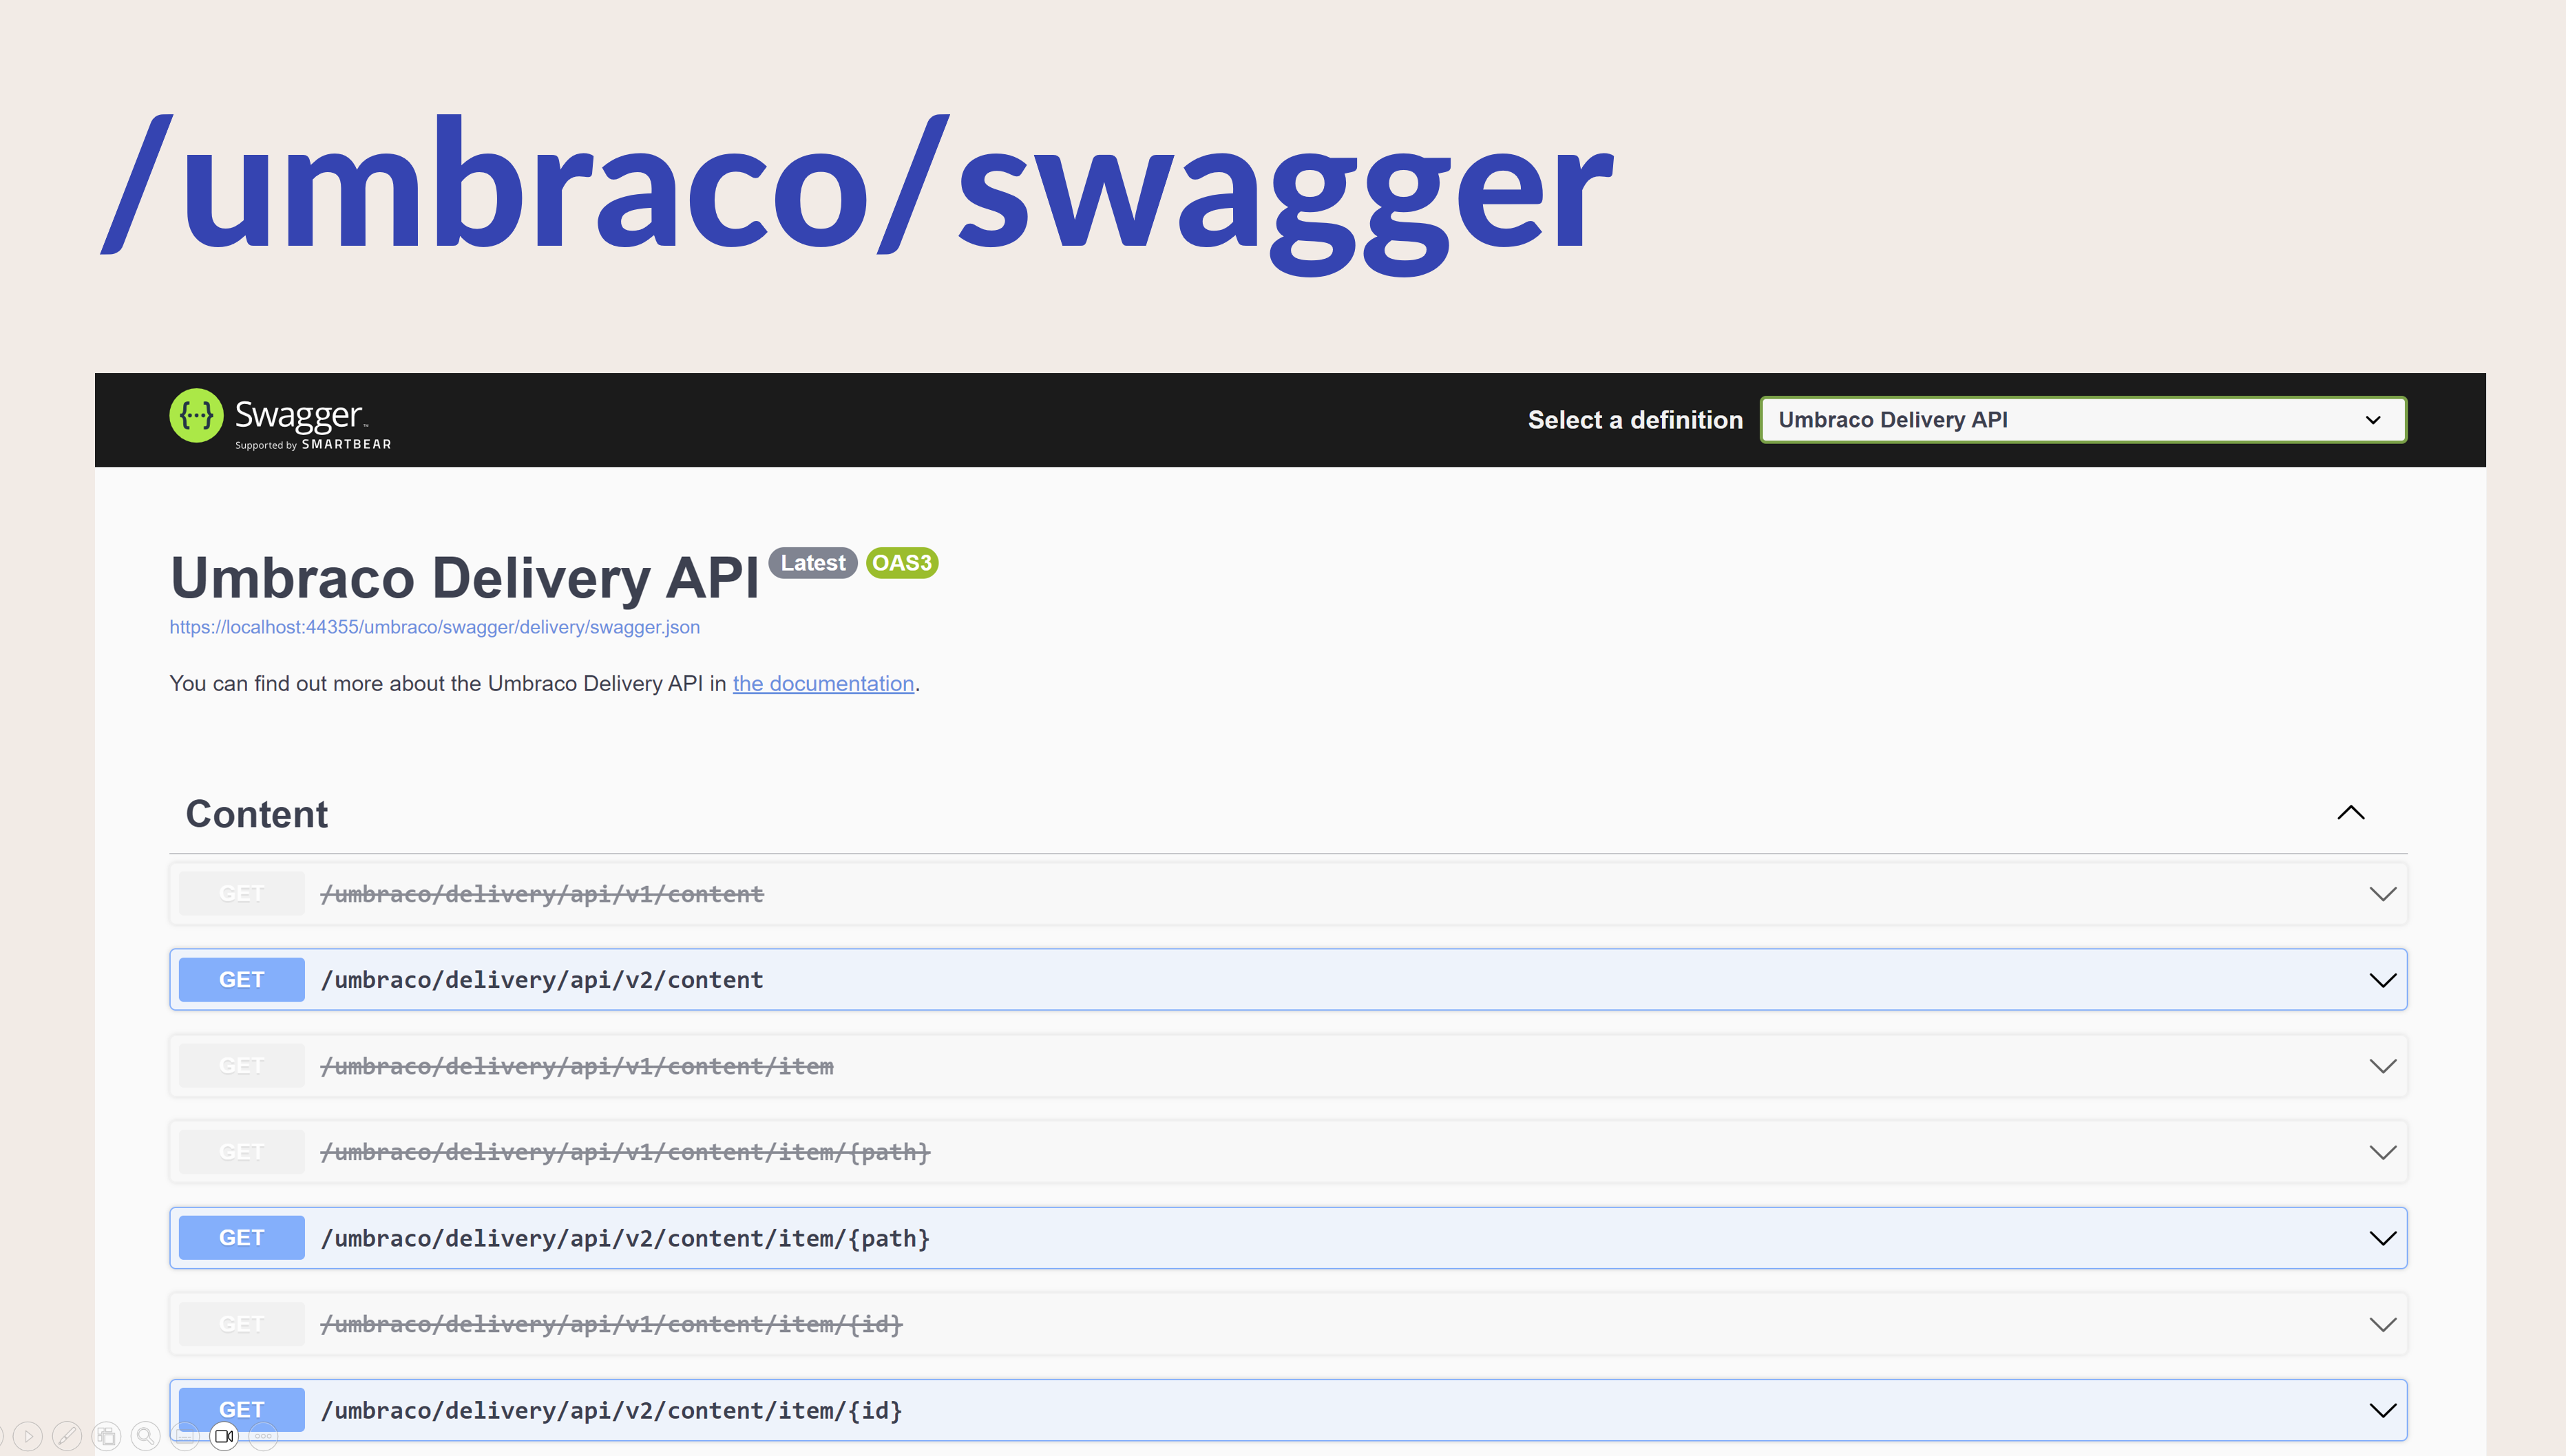 /umbraco/swagger
{...} Swagger™
Supported by SMARTBEAR
Select a definition
Umbraco Delivery API
Umbraco Delivery API Latest OAS3
https://localhost:44355/umbraco/swagger/delivery/swagger.json
You can find out more about the Umbraco Delivery API in the documentation.
Content
GET /umbraco/delivery/api/v1/content
GET /umbraco/delivery/api/v2/content
GET /umbraco/delivery/api/v1/content/item
GET /umbraco/delivery/api/v1/content/item/{path}
GET /umbraco/delivery/api/v2/content/item/{path}
GET /umbraco/delivery/api/v1/content/item/{id}
GET /umbraco/delivery/api/v2/content/item/{id}